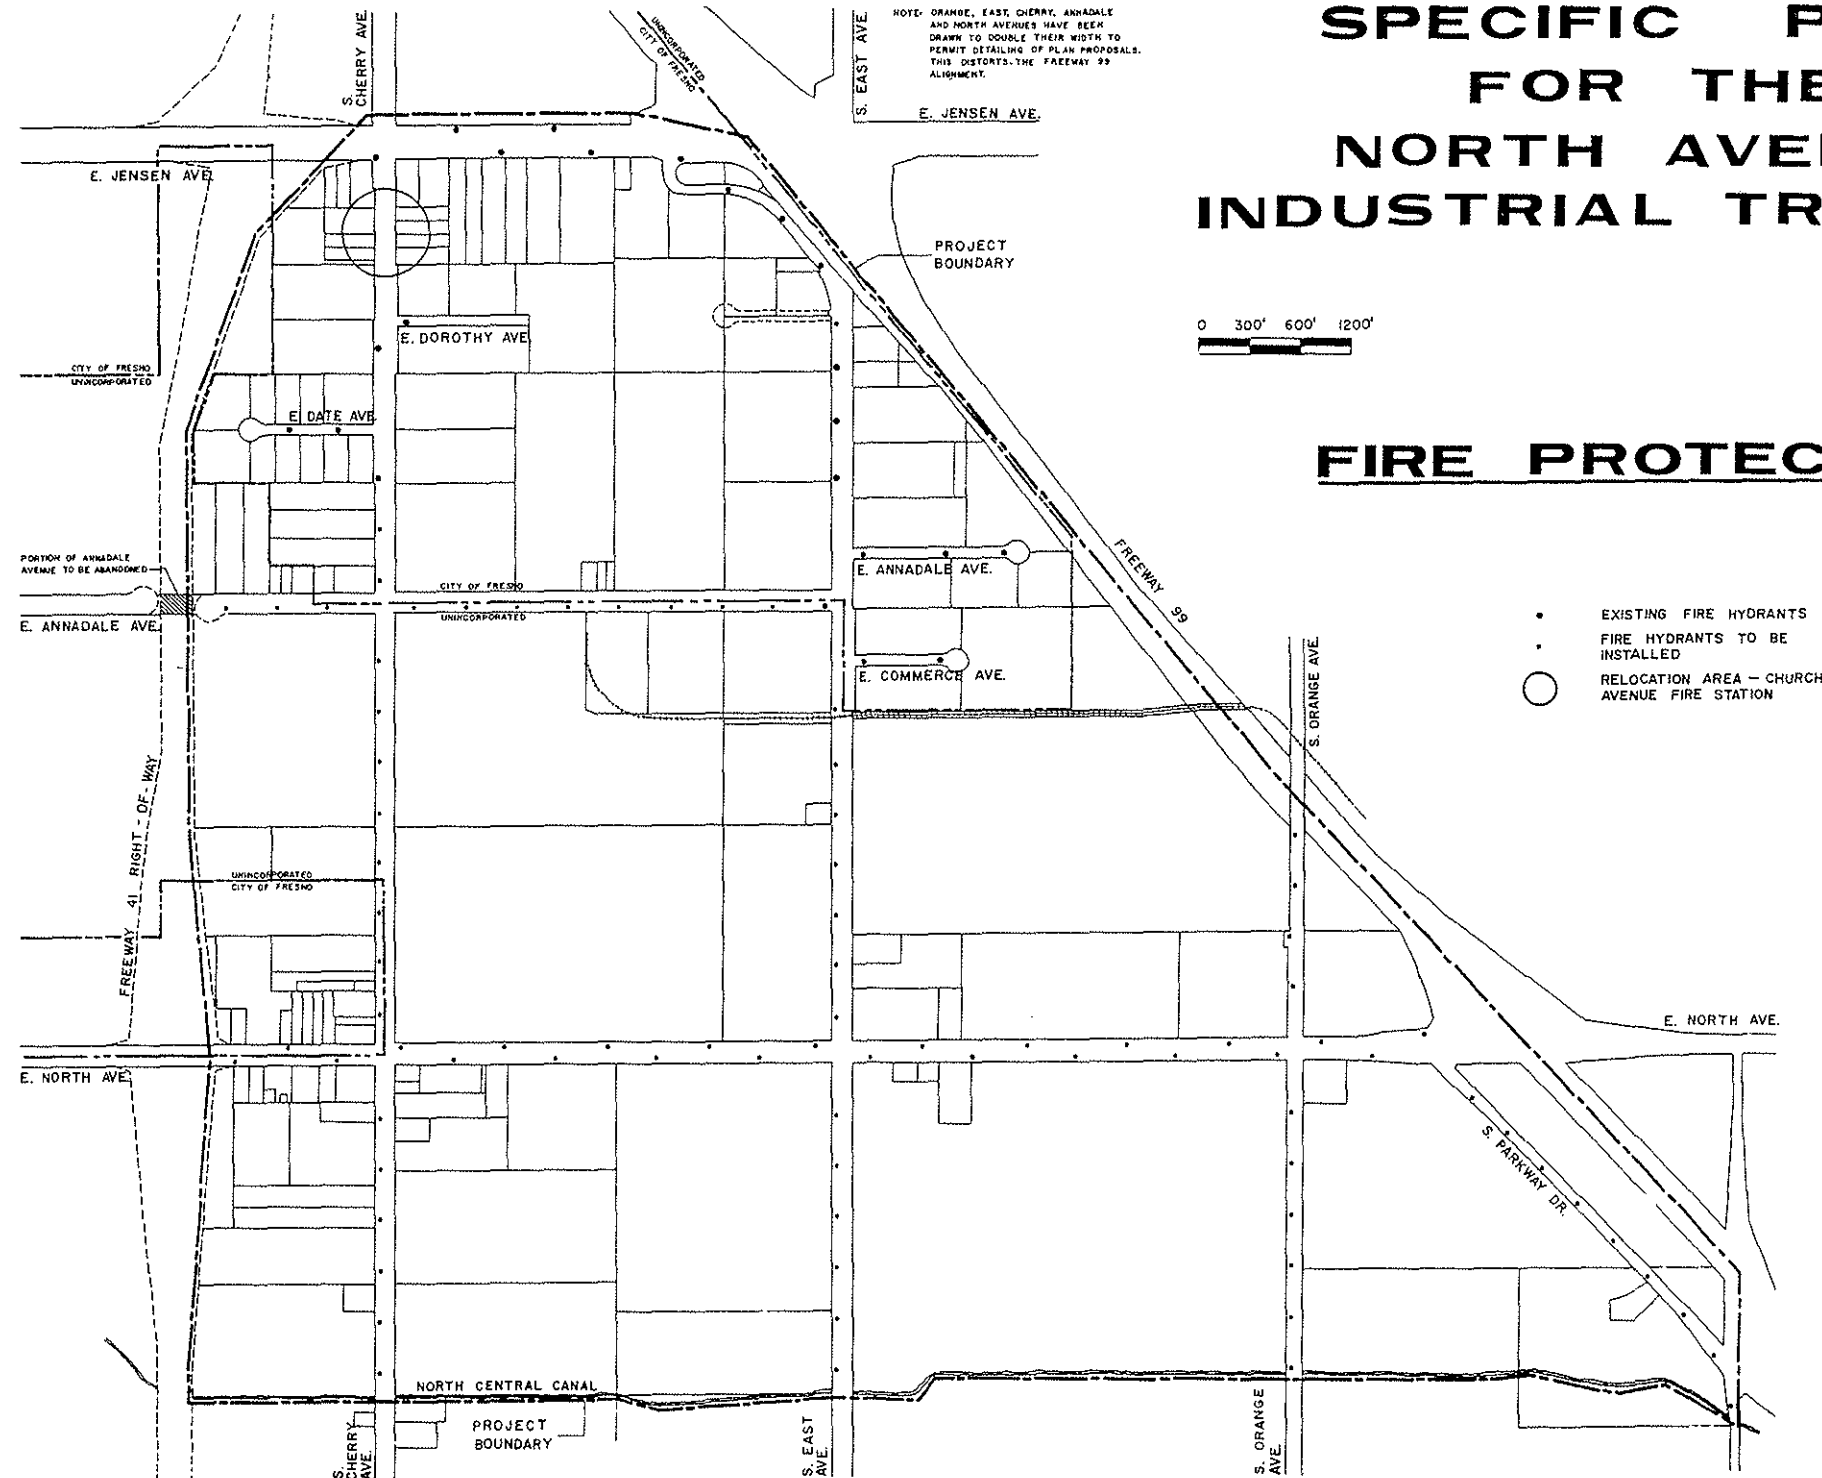 SPECIFIC P
FOR THE
NORTH AVE
INDUSTRIAL TR
NOTE: ORANGE, EAST, CHERRY, ANNADALE
AND NORTH AVENUES HAVE BEEN
DRAWN TO DOUBLE THEIR WIDTH TO
PERMIT DETAILING OF PLAN PROPOSALS.
THIS DISTORTS THE FREEWAY 99
ALIGNMENT.
S.
CHERRY AVE.
UNINCORPORATED
CITY OF FRESNO
S. EAST AVE.
E. JENSEN AVE.
E. JENSEN AVE.
PROJECT
BOUNDARY
0 300' 600' 1200'
E. DOROTHY AVE.
CITY OF FRESNO
UNINCORPORATED
E. DATE AVE.
FIRE PROTEC
PORTION OF ANNADALE
AVENUE TO BE ABANDONED
E. ANNADALE AVE.
FREEWAY 99
CITY OF FRESNO
UNINCORPORATED
E. ANNADALE AVE.
EXISTING FIRE HYDRANTS
FIRE HYDRANTS TO BE
INSTALLED
RELOCATION AREA – CHURCH
AVENUE FIRE STATION
E. COMMERCE AVE.
S. ORANGE AVE.
FREEWAY 41 RIGHT-OF-WAY
UNINCORPORATED
CITY OF FRESNO
E. NORTH AVE.
E. NORTH AVE.
S. PARKWAY DR.
NORTH CENTRAL CANAL
PROJECT
BOUNDARY
S.
CHERRY
AVE.
S. EAST
AVE.
S. ORANGE
AVE.